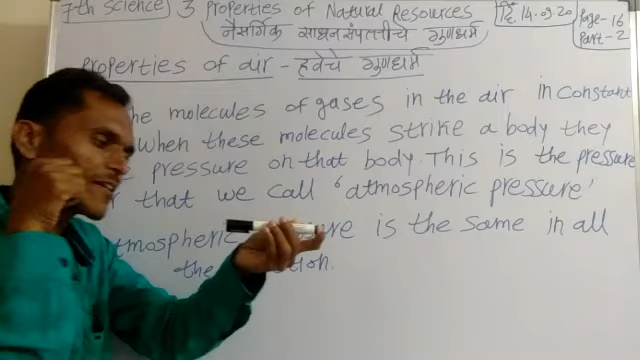 7th Science 3 Properties of Natural Resources दि. 14.09.20 Page-16
नैसर्गिक साधनसंपत्तीचे गुणधर्म Part-2
Properties of air - हवेचे गुणधर्म
he molecules of gases in the air in constant
When these molecules strike a body they
pressure on that body. This is the pressure
that we call 'atmospheric pressure'
tmospheric ure is the same in all
the tion.